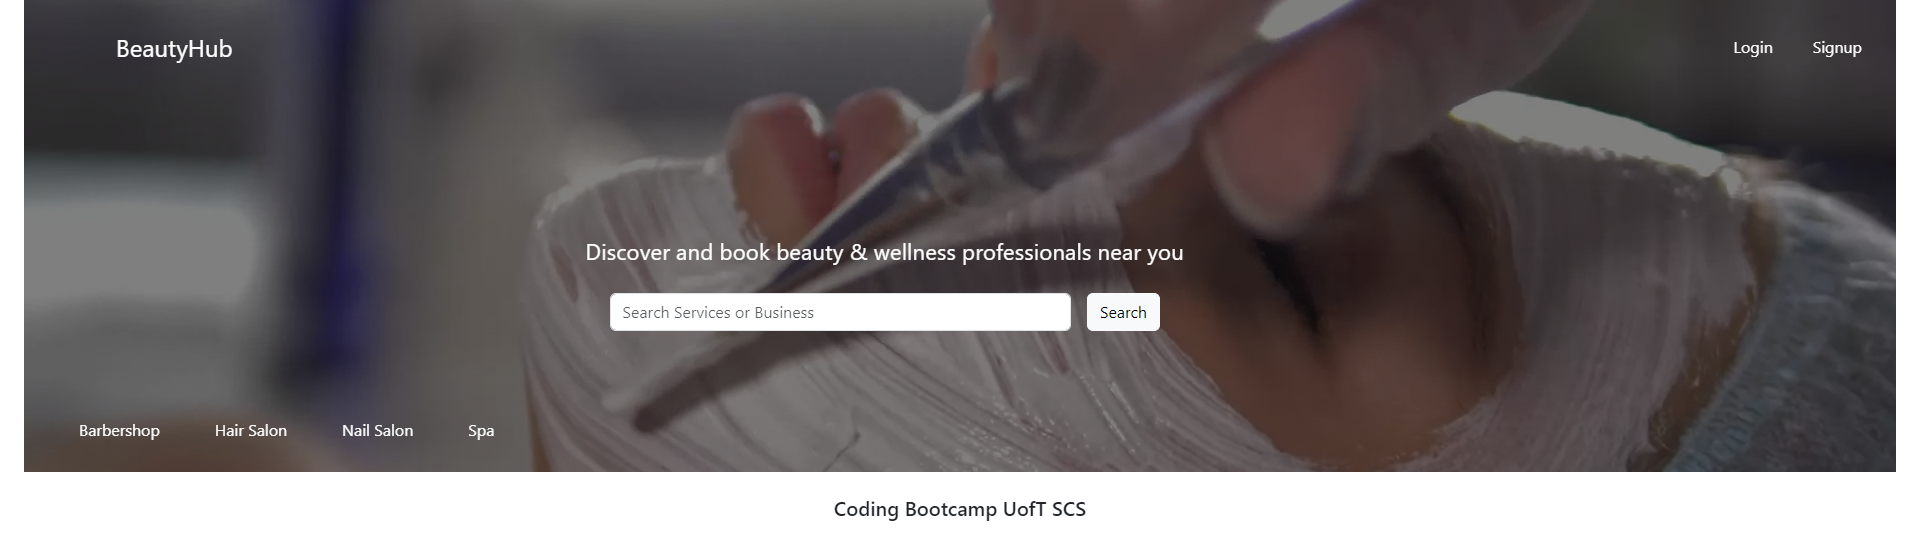 BeautyHub
Login
Signup
Discover and book beauty & wellness professionals near you
Search Services or Business
Search
Barbershop
Hair Salon
Nail Salon
Spa
Coding Bootcamp UofT SCS